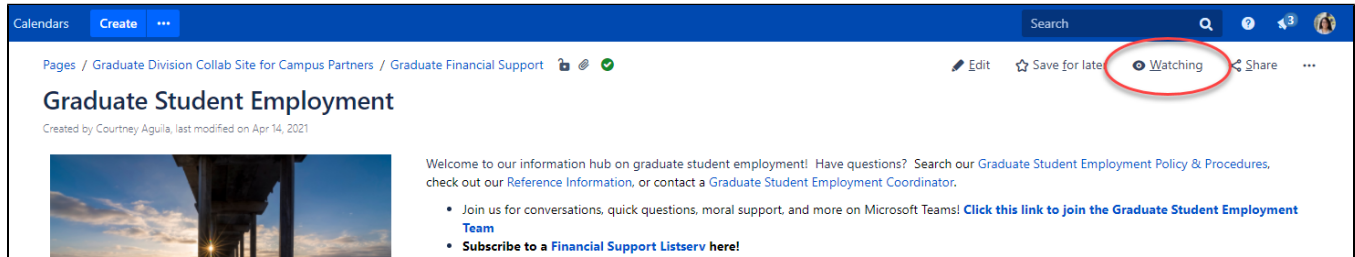 Calendars Create ••• Search 3
Pages / Graduate Division Collab Site for Campus Partners / Graduate Financial Support Edit Save for later Watching Share •••
Graduate Student Employment
Created by Courtney Aguila, last modified on Apr 14, 2021
Welcome to our information hub on graduate student employment! Have questions? Search our Graduate Student Employment Policy & Procedures,
check out our Reference Information, or contact a Graduate Student Employment Coordinator.
• Join us for conversations, quick questions, moral support, and more on Microsoft Teams! Click this link to join the Graduate Student Employment
Team
• Subscribe to a Financial Support Listserv here!